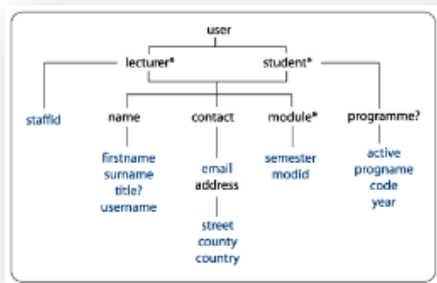 user
lecturer* student*
staffId name contact module* programme?
firstname
surname
title?
username
email
address
street
county
country
semester
modid
active
progname
code
year